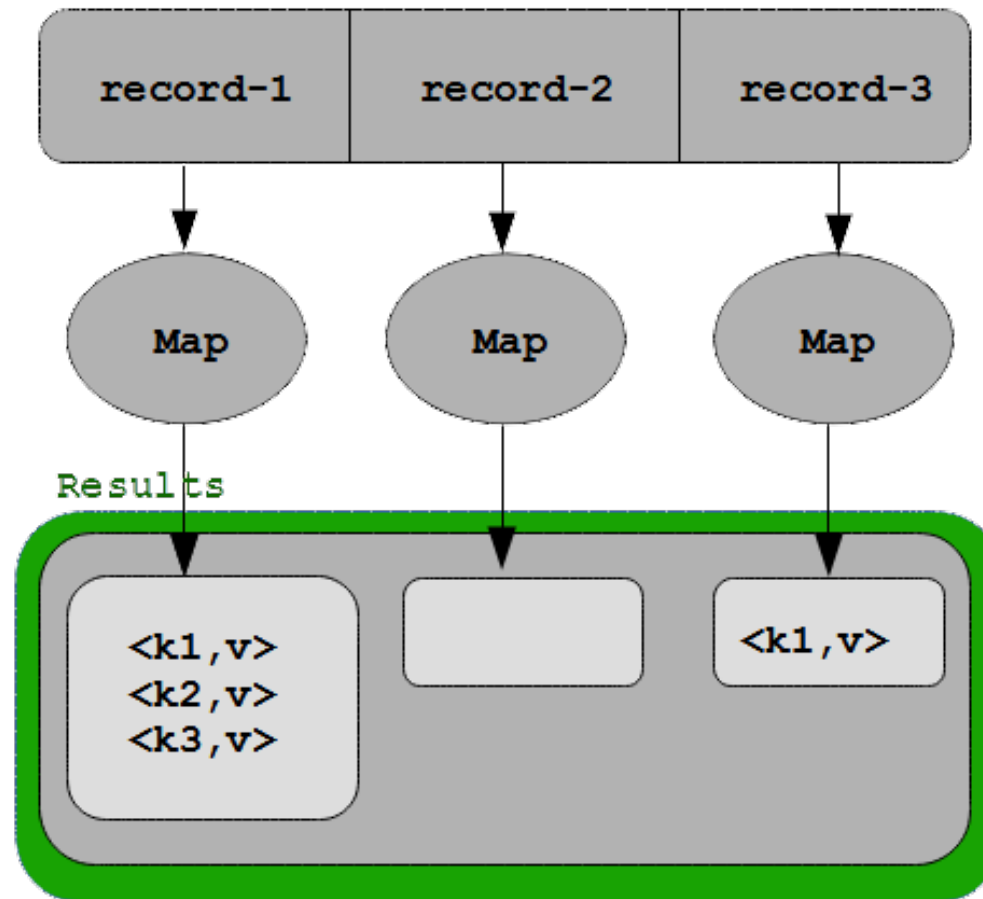 record-1 record-2 record-3
Map Map Map
Results
<k1,v> <k1,v>
<k2,v>
<k3,v>